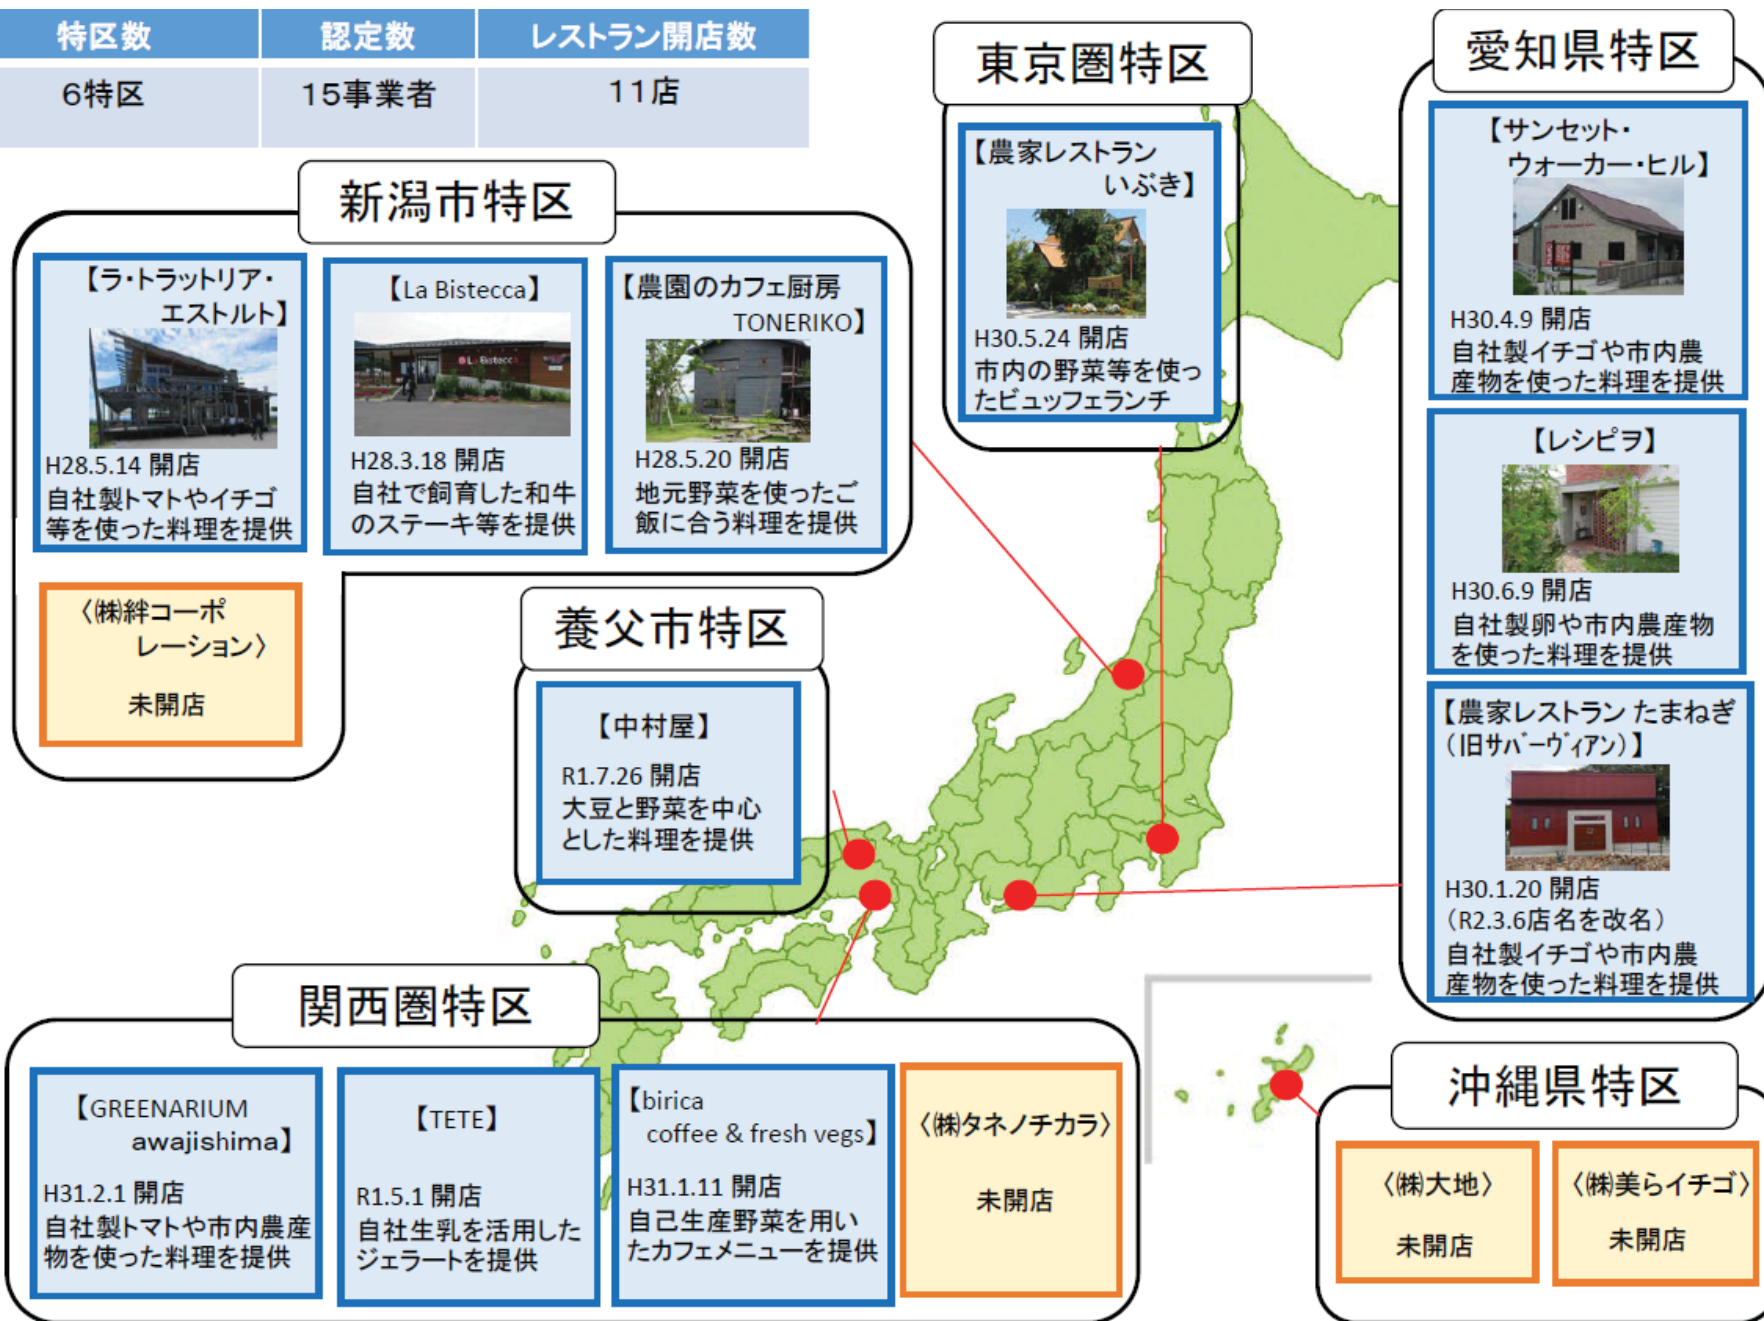 特区数 認定数 レストラン開店数
6特区 15事業者 11店
新潟市特区
【ラ・トラットリア・
エストルト】
H28.5.14 開店
自社製トマトやイチゴ
等を使った料理を提供
【La Bistecca】
La Bistecca
H28.3.18 開店
自社で飼育した和牛
のステーキ等を提供
【農園のカフェ厨房
TONERIKO】
H28.5.20 開店
地元野菜を使ったご
飯に合う料理を提供
〈㈱絆コーポ
レーション〉
未開店
東京圏特区
【農家レストラン
いぶき】
H30.5.24 開店
市内の野菜等を使っ
たビュッフェランチ
愛知県特区
【サンセット・
ウォーカー・ヒル】
H30.4.9 開店
自社製イチゴや市内農
産物を使った料理を提供
【レシピヲ】
H30.6.9 開店
自社製卵や市内農産物
を使った料理を提供
【農家レストラン たまねぎ
（旧サバーヴィアン）】
H30.1.20 開店
（R2.3.6店名を改名）
自社製イチゴや市内農
産物を使った料理を提供
養父市特区
【中村屋】
R1.7.26 開店
大豆と野菜を中心
とした料理を提供
関西圏特区
【GREENARIUM
awajishima】
H31.2.1 開店
自社製トマトや市内農産
物を使った料理を提供
【TETE】
R1.5.1 開店
自社生乳を活用した
ジェラートを提供
【birica
coffee & fresh vegs】
H31.1.11 開店
自己生産野菜を用い
たカフェメニューを提供
〈㈱タネノチカラ〉
未開店
沖縄県特区
〈㈱大地〉
未開店
〈㈱美らイチゴ〉
未開店